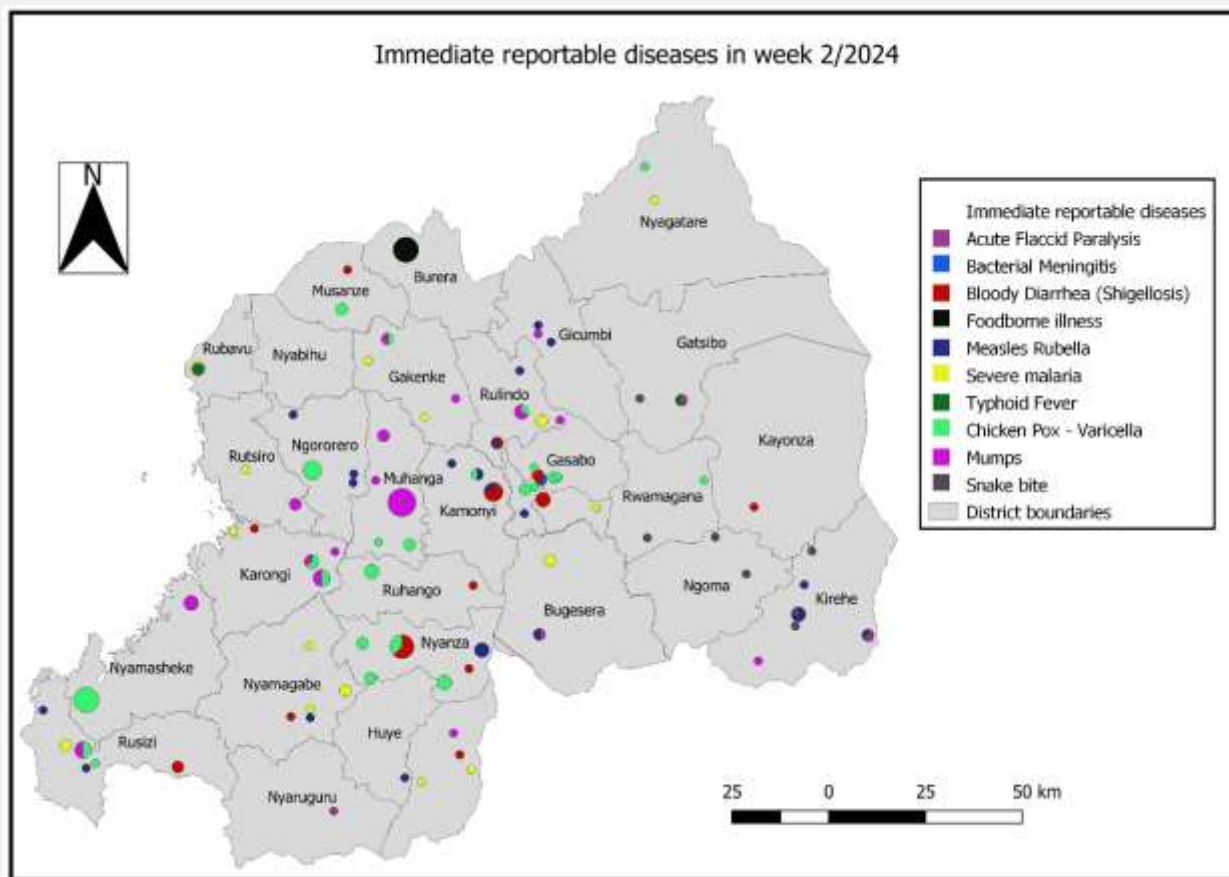 Immediate reportable diseases in week 2/2024
N
Nyagatare
Burera
Musanze
Gicumbi
Gatsibo
Rubavu
Nyabihu
Gakenke
Rulindo
Kayonza
Ngororero
Rutsiro
Gasabo
Muhanga
Rwamagana
Kamonyi
Karongi
Ruhango
Ngoma
Kirehe
Bugesera
Nyanza
Nyamasheke
Nyamagabe
Huye
Rusizi
Nyaruguru
Immediate reportable diseases
Acute Flaccid Paralysis
Bacterial Meningitis
Bloody Diarrhea (Shigellosis)
Foodborne illness
Measles Rubella
Severe malaria
Typhoid Fever
Chicken Pox - Varicella
Mumps
Snake bite
District boundaries
25 0 25 50 km